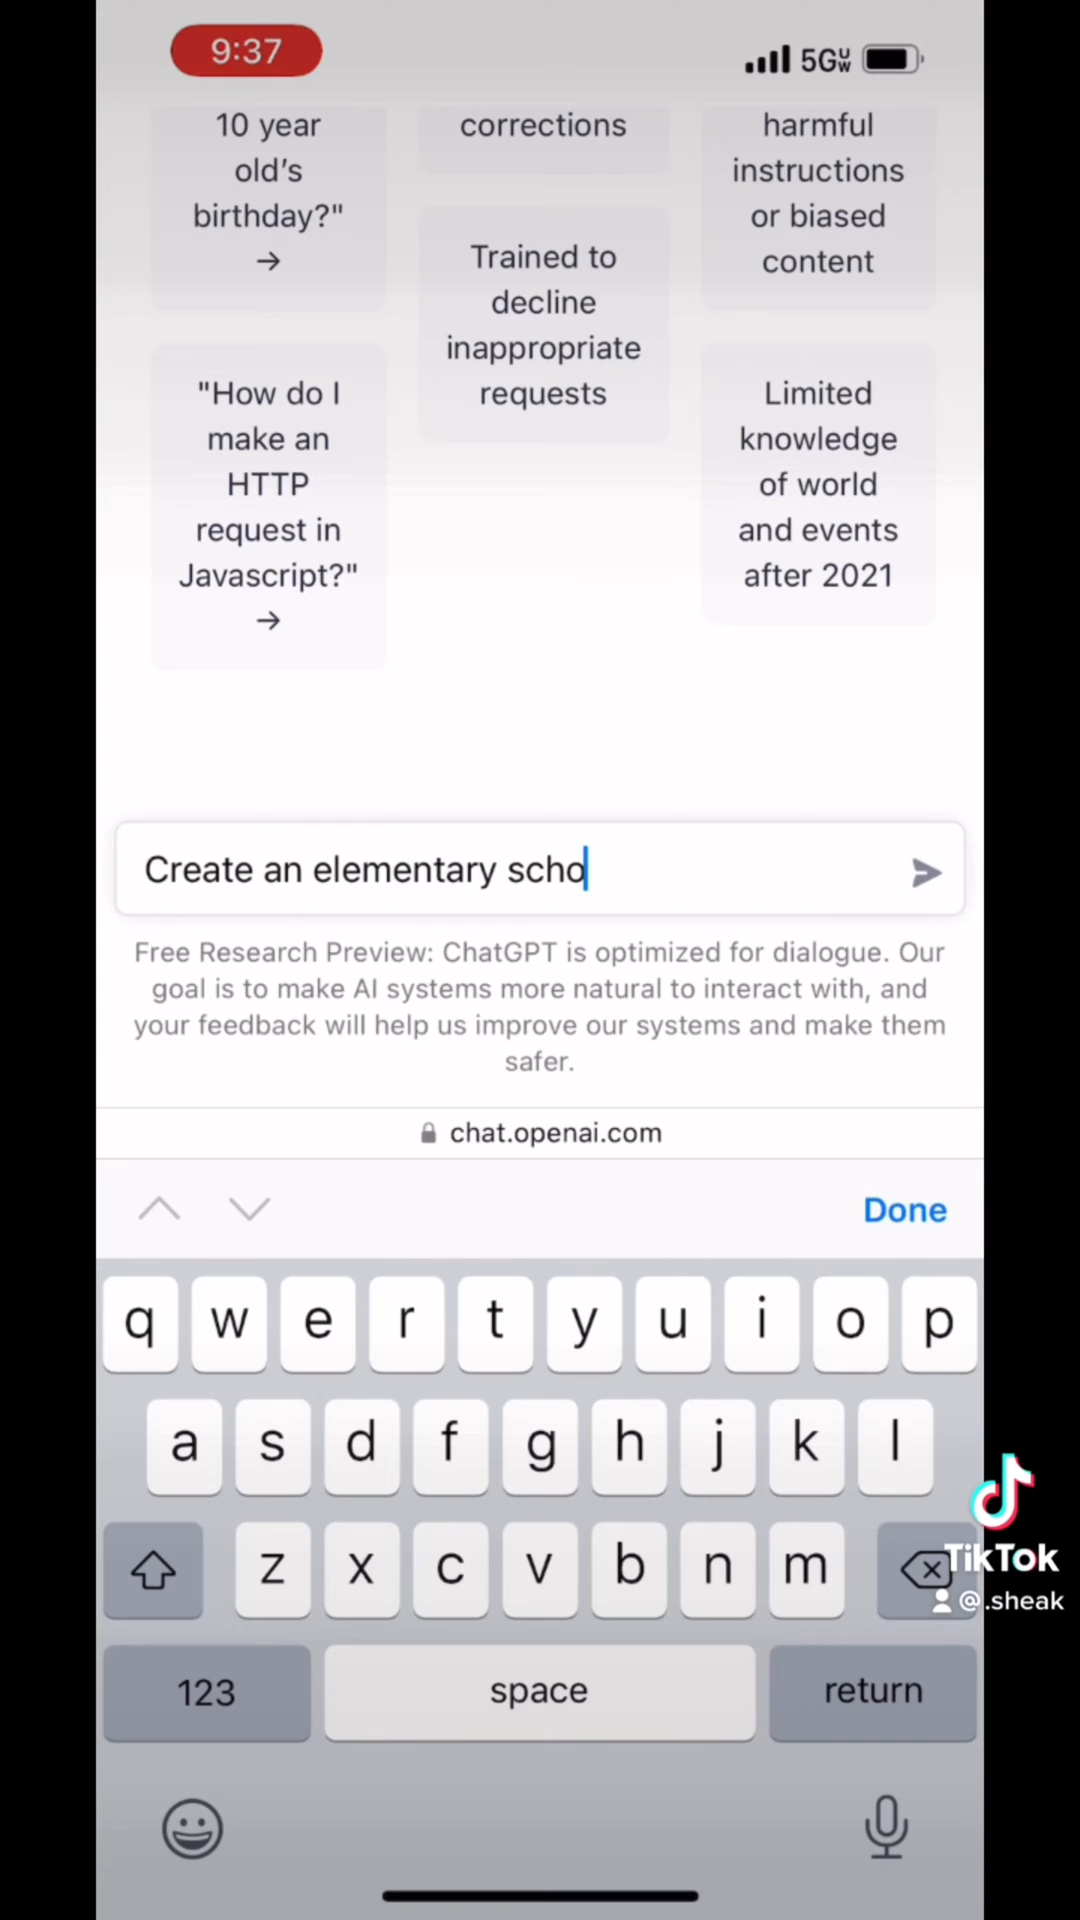 9:37
5GUW
10 year
old's
birthday?"
→
"How do I
make an
HTTP
request in
Javascript?"
→
corrections
Trained to
decline
inappropriate
requests
harmful
instructions
or biased
content
Limited
knowledge
of world
and events
after 2021
Create an elementary scho
Free Research Preview: ChatGPT is optimized for dialogue. Our
goal is to make AI systems more natural to interact with, and
your feedback will help us improve our systems and make them
safer.
chat.openai.com
Done
q w e r t y u i o p
a s d f g h j k l
z x c v b n m
123 space return
TikTok
@.sheak